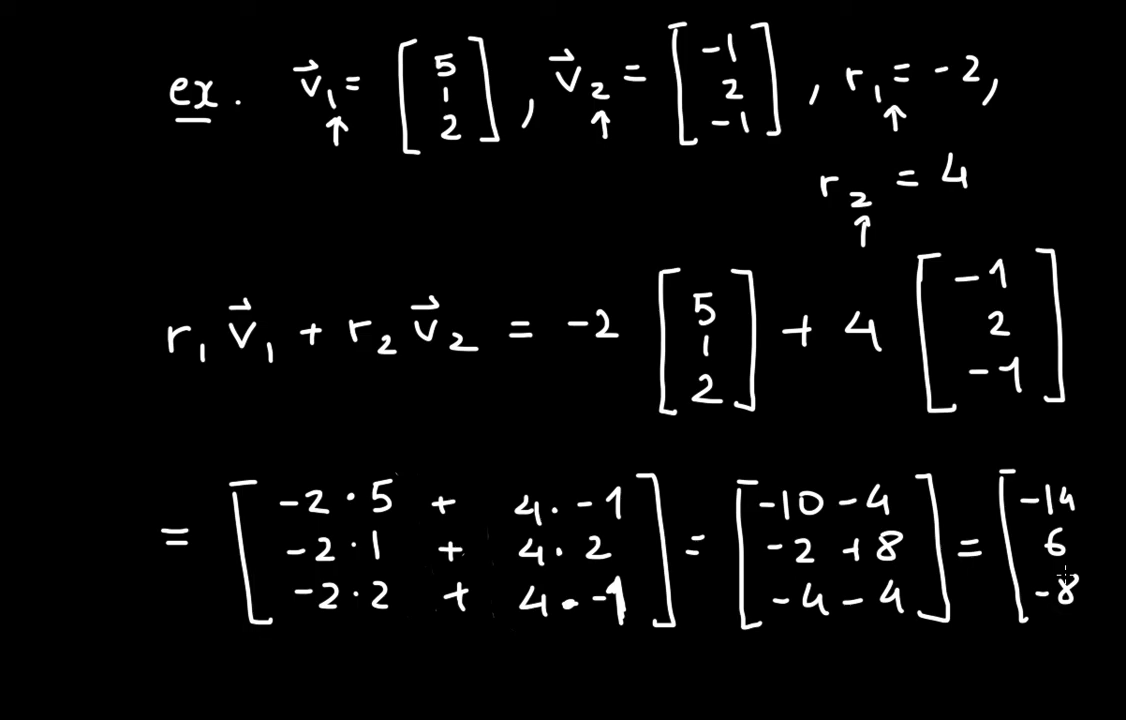 ex. v⃗₁ = [5 1 2], v⃗₂ = [-1 2 -1], r₁ = -2,
↑ ↑ ↑
r₂ = 4
↑
r₁ v⃗₁ + r₂ v⃗₂ = -2 [5 1 2] + 4 [-1 2 -1]
= [-2·5 + 4·-1 -2·1 + 4·2 -2·2 + 4·-1] = [-10-4 -2+8 -4-4] = [-14 6 -8